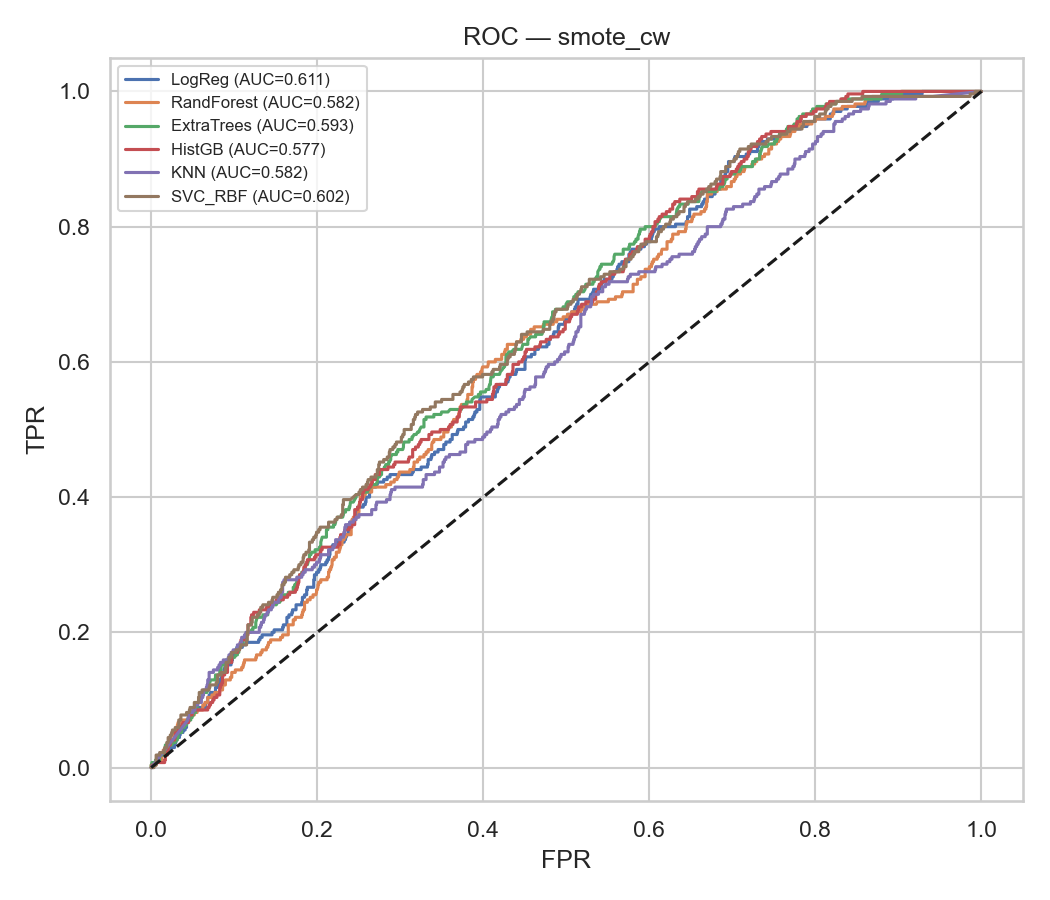 ROC — smote_cw
LogReg (AUC=0.611)
RandForest (AUC=0.582)
ExtraTrees (AUC=0.593)
HistGB (AUC=0.577)
KNN (AUC=0.582)
SVC_RBF (AUC=0.602)
TPR
1.0
0.8
0.6
0.4
0.2
0.0
0.0 0.2 0.4 0.6 0.8 1.0
FPR